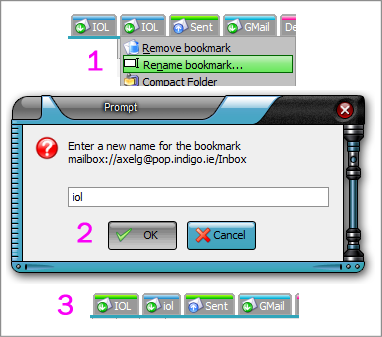 IOL IOL Sent GMail De
1
Remove bookmark
Rename bookmark...
Compact Folder
Prompt
Enter a new name for the bookmark
mailbox://axelg@pop.indigo.ie/Inbox
iol
2 OK Cancel
3 IOL iol Sent GMail